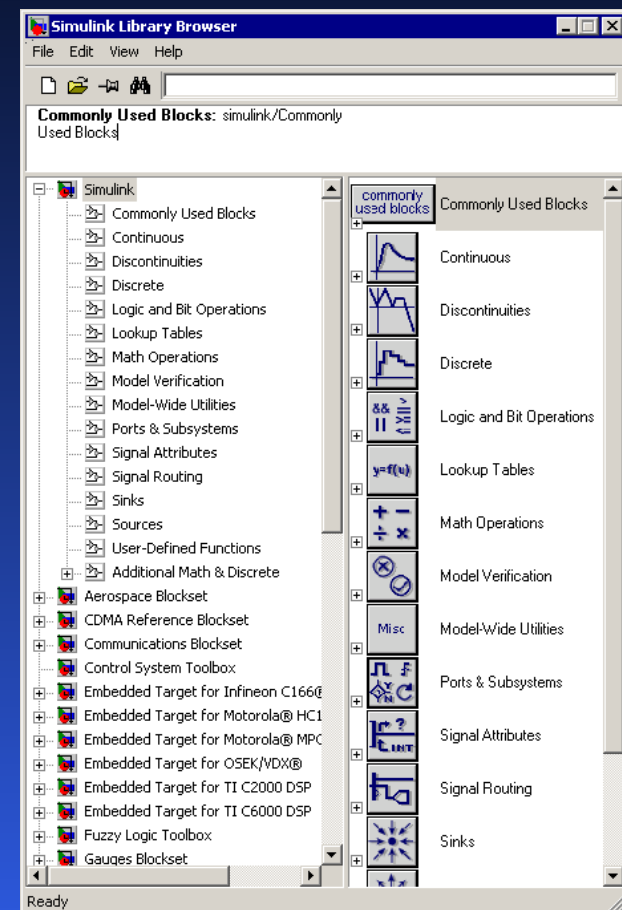 Simulink Library Browser
File Edit View Help
Commonly Used Blocks: simulink/Commonly
Used Blocks
Simulink
Commonly Used Blocks
Continuous
Discontinuities
Discrete
Logic and Bit Operations
Lookup Tables
Math Operations
Model Verification
Model-Wide Utilities
Ports & Subsystems
Signal Attributes
Signal Routing
Sinks
Sources
User-Defined Functions
Additional Math & Discrete
Aerospace Blockset
CDMA Reference Blockset
Communications Blockset
Control System Toolbox
Embedded Target for Infineon C166®
Embedded Target for Motorola® HC1
Embedded Target for Motorola® MPC
Embedded Target for OSEK/VDX®
Embedded Target for TI C2000 DSP
Embedded Target for TI C6000 DSP
Fuzzy Logic Toolbox
Gauges Blockset
commonly
used blocks
Commonly Used Blocks
Continuous
Discontinuities
Discrete
&& > || >= <=
Logic and Bit Operations
y=f(u)
Lookup Tables
+ − ÷ ×
Math Operations
Model Verification
Misc
Model-Wide Utilities
Y N
Ports & Subsystems
? INT
Signal Attributes
Signal Routing
Sinks
Ready